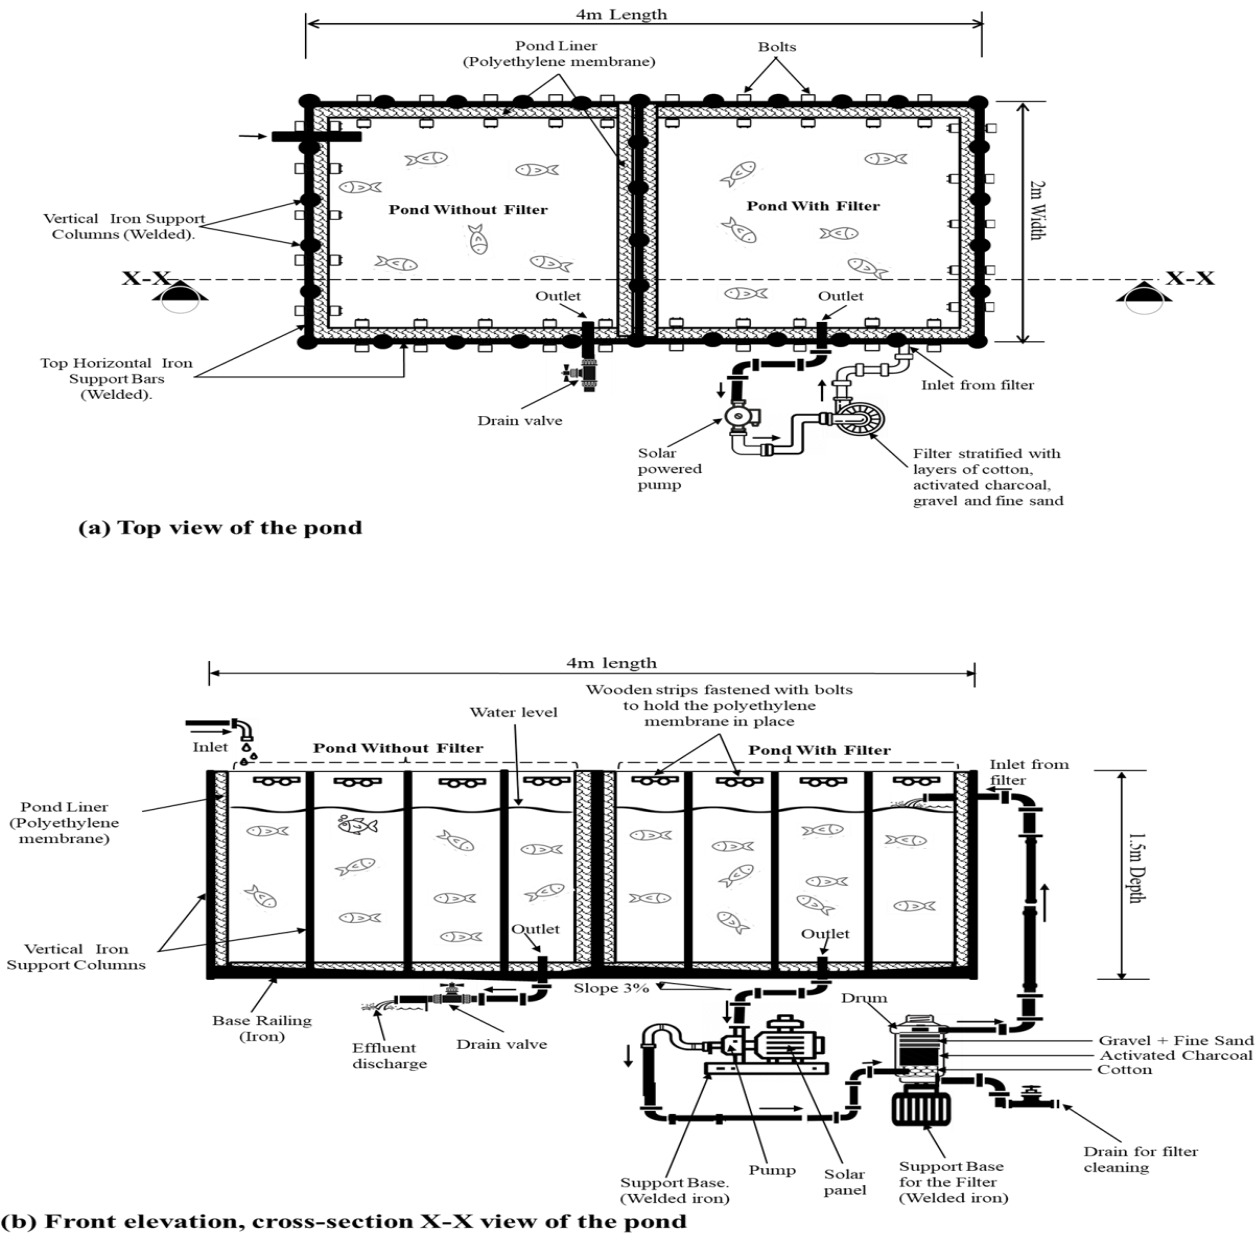 4m Length
Pond Liner
(Polyethylene membrane)
Bolts
Pond Without Filter
Pond With Filter
2m Width
Vertical Iron Support
Columns (Welded).
X-X
X-X
Outlet
Outlet
Top Horizontal Iron
Support Bars
(Welded).
Inlet from filter
Drain valve
Solar
powered
pump
Filter stratified with
layers of cotton,
activated charcoal,
gravel and fine sand
(a) Top view of the pond
4m length
Wooden strips fastened with bolts
to hold the polyethylene
membrane in place
Water level
Inlet
Pond Without Filter
Pond With Filter
Inlet from
filter
Pond Liner
(Polyethylene
membrane)
1.5m Depth
Vertical Iron
Support Columns
Outlet
Outlet
Slope 3%
Base Railing
(Iron)
Effluent
discharge
Drain valve
Drum
Gravel + Fine Sand
Activated Charcoal
Cotton
Drain for filter
cleaning
Support Base.
(Welded iron)
Pump
Solar
panel
Support Base
for the Filter
(Welded iron)
(b) Front elevation, cross-section X-X view of the pond